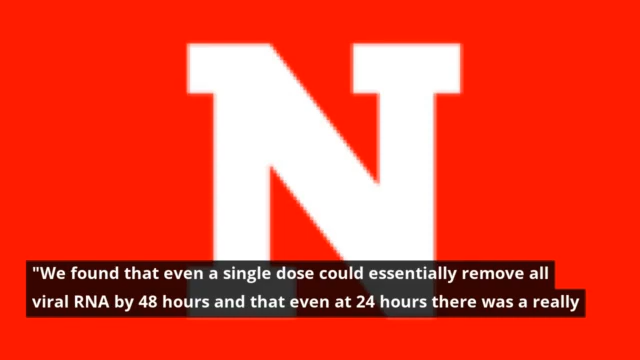 N
"We found that even a single dose could essentially remove all
viral RNA by 48 hours and that even at 24 hours there was a really